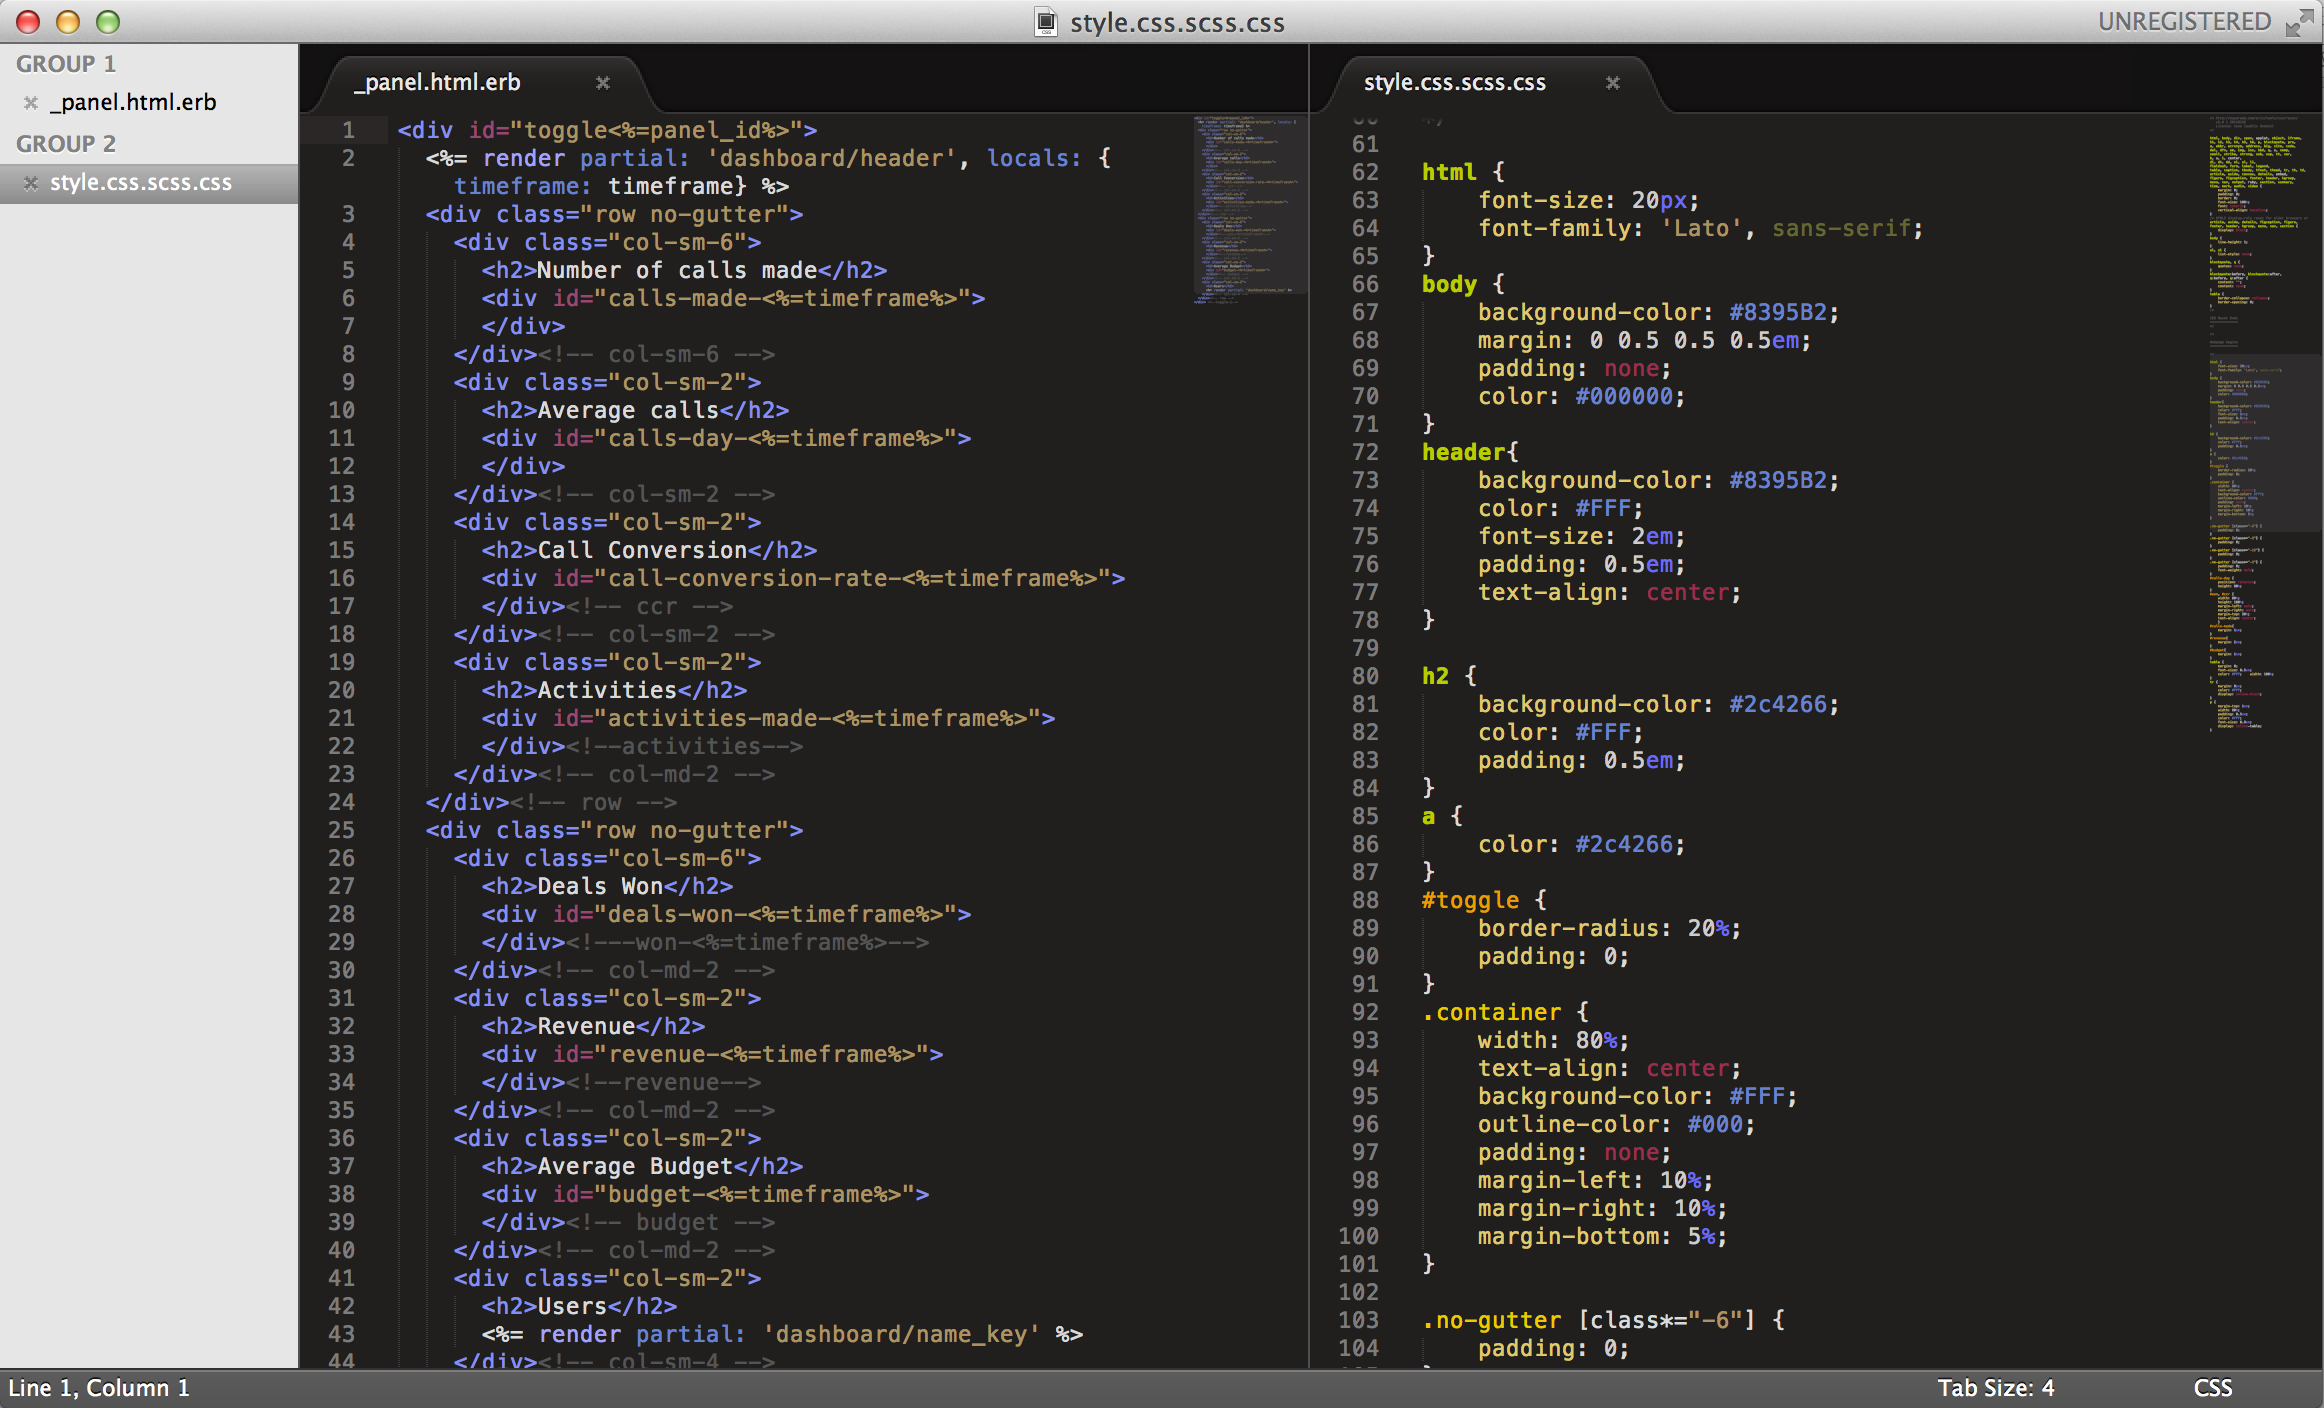 style.css.scss.css
UNREGISTERED
GROUP 1
_panel.html.erb
GROUP 2
style.css.scss.css
_panel.html.erb
1 <div id="toggle<%=panel_id%>">
2 <%= render partial: 'dashboard/header', locals: {
timeframe: timeframe} %>
3 <div class="row no-gutter">
4 <div class="col-sm-6">
5 <h2>Number of calls made</h2>
6 <div id="calls-made-<%=timeframe%>">
7 </div>
8 </div><!-- col-sm-6 -->
9 <div class="col-sm-2">
10 <h2>Average calls</h2>
11 <div id="calls-day-<%=timeframe%>">
12 </div>
13 </div><!-- col-sm-2 -->
14 <div class="col-sm-2">
15 <h2>Call Conversion</h2>
16 <div id="call-conversion-rate-<%=timeframe%>">
17 </div><!-- ccr -->
18 </div><!-- col-sm-2 -->
19 <div class="col-sm-2">
20 <h2>Activities</h2>
21 <div id="activities-made-<%=timeframe%>">
22 </div><!--activities-->
23 </div><!-- col-md-2 -->
24 </div><!-- row -->
25 <div class="row no-gutter">
26 <div class="col-sm-6">
27 <h2>Deals Won</h2>
28 <div id="deals-won-<%=timeframe%>">
29 </div><!---won-<%=timeframe%>-->
30 </div><!-- col-md-2 -->
31 <div class="col-sm-2">
32 <h2>Revenue</h2>
33 <div id="revenue-<%=timeframe%>">
34 </div><!--revenue-->
35 </div><!-- col-md-2 -->
36 <div class="col-sm-2">
37 <h2>Average Budget</h2>
38 <div id="budget-<%=timeframe%>">
39 </div><!-- budget -->
40 </div><!-- col-md-2 -->
41 <div class="col-sm-2">
42 <h2>Users</h2>
43 <%= render partial: 'dashboard/name_key' %>
44 </div><!-- col-sm-4 -->
style.css.scss.css
60 */
61
62 html {
63 font-size: 20px;
64 font-family: 'Lato', sans-serif;
65 }
66 body {
67 background-color: #8395B2;
68 margin: 0 0.5 0.5 0.5em;
69 padding: none;
70 color: #000000;
71 }
72 header{
73 background-color: #8395B2;
74 color: #FFF;
75 font-size: 2em;
76 padding: 0.5em;
77 text-align: center;
78 }
79
80 h2 {
81 background-color: #2c4266;
82 color: #FFF;
83 padding: 0.5em;
84 }
85 a {
86 color: #2c4266;
87 }
88 #toggle {
89 border-radius: 20%;
90 padding: 0;
91 }
92 .container {
93 width: 80%;
94 text-align: center;
95 background-color: #FFF;
96 outline-color: #000;
97 padding: none;
98 margin-left: 10%;
99 margin-right: 10%;
100 margin-bottom: 5%;
101 }
102
103 .no-gutter [class*="-6"] {
104 padding: 0;
Line 1, Column 1
Tab Size: 4
CSS